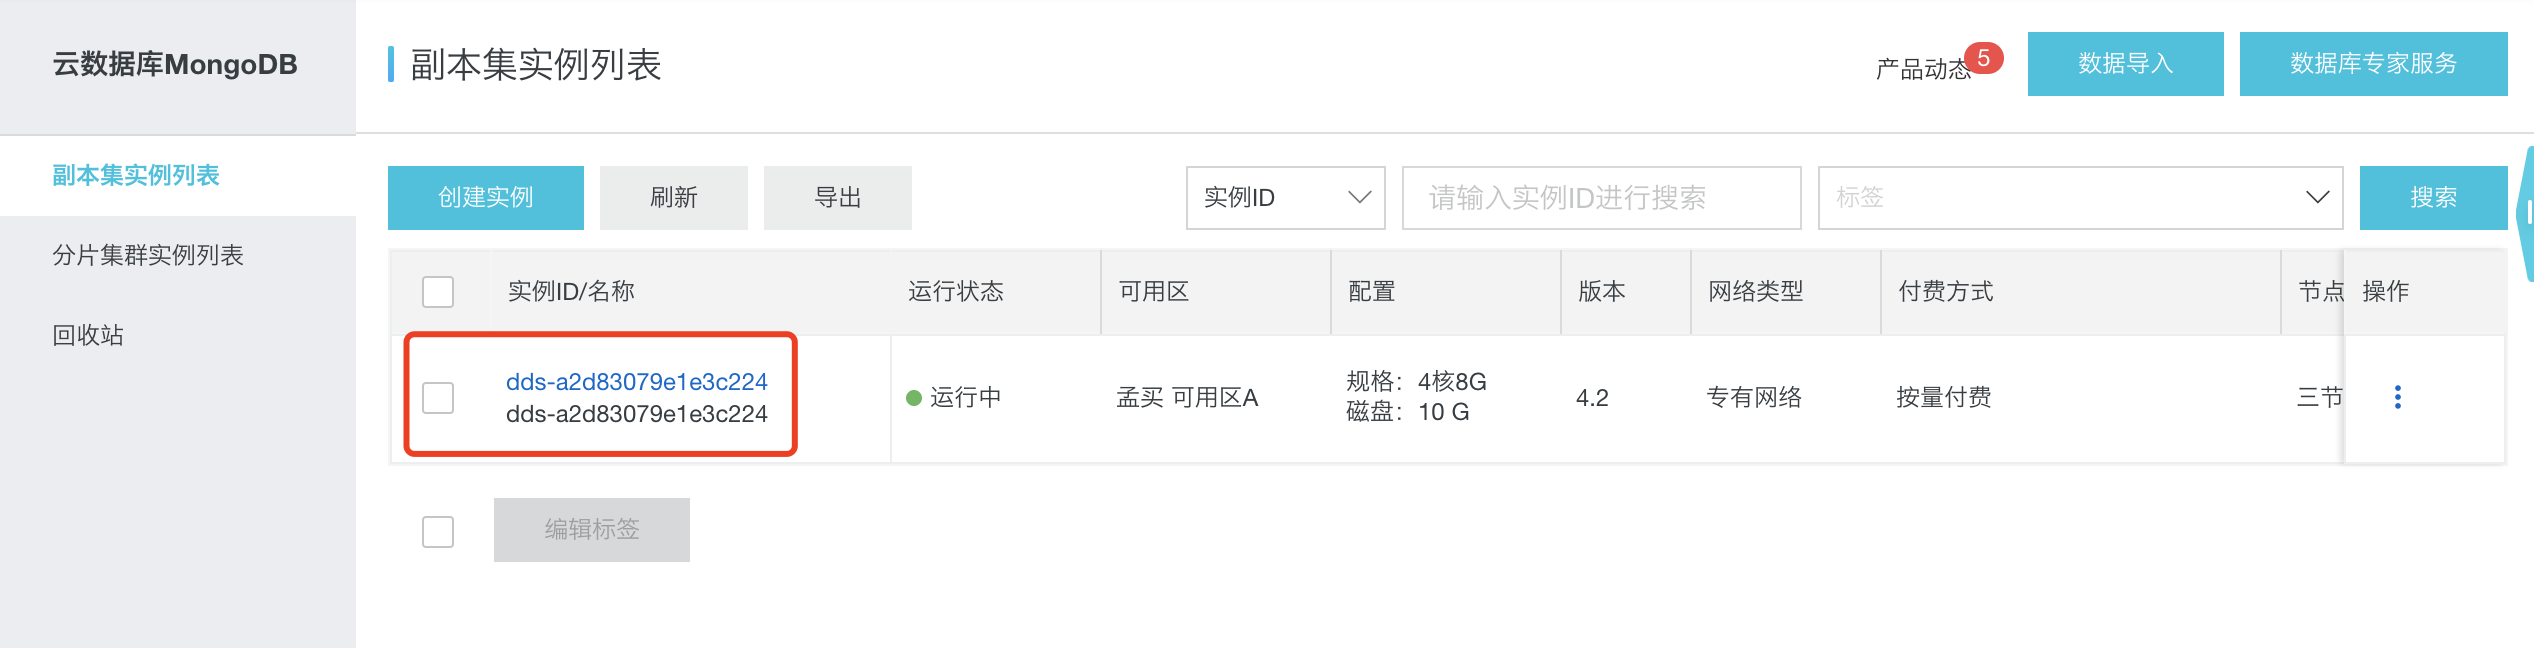 云数据库MongoDB
副本集实例列表
分片集群实例列表
回收站
副本集实例列表
产品动态 5
数据导入
数据库专家服务
创建实例
刷新
导出
实例ID
请输入实例ID进行搜索
标签
搜索
实例ID/名称 运行状态 可用区 配置 版本 网络类型 付费方式 节点 操作
dds-a2d83079e1e3c224
dds-a2d83079e1e3c224
运行中
孟买 可用区A
规格：4核8G
磁盘：10 G
4.2
专有网络
按量付费
三节
编辑标签